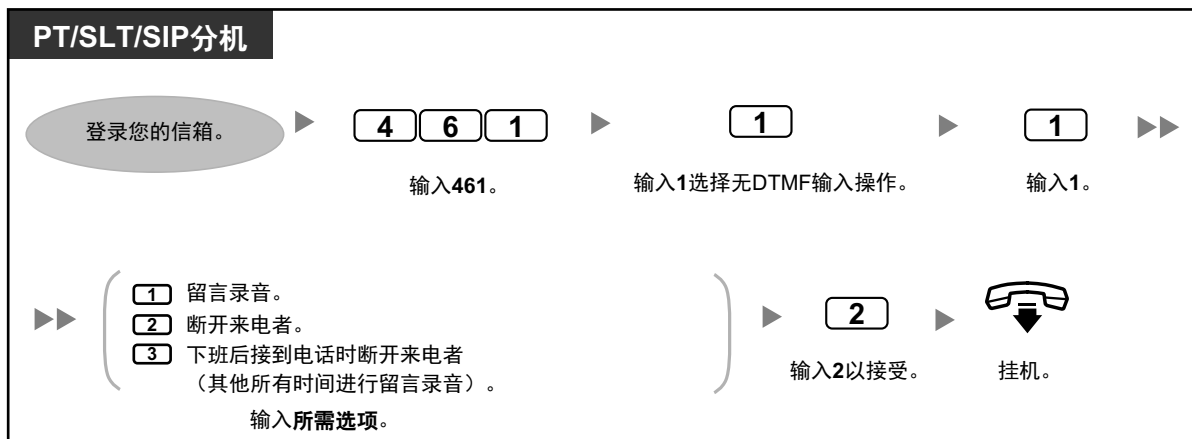 PT/SLT/SIP分机
登录您的信箱。
4 6 1
输入461。
1
输入1选择无DTMF输入操作。
1
输入1。
1 留言录音。
2 断开来电者。
3 下班后接到电话时断开来电者
（其他所有时间进行留言录音）。
输入所需选项。
2
输入2以接受。
挂机。